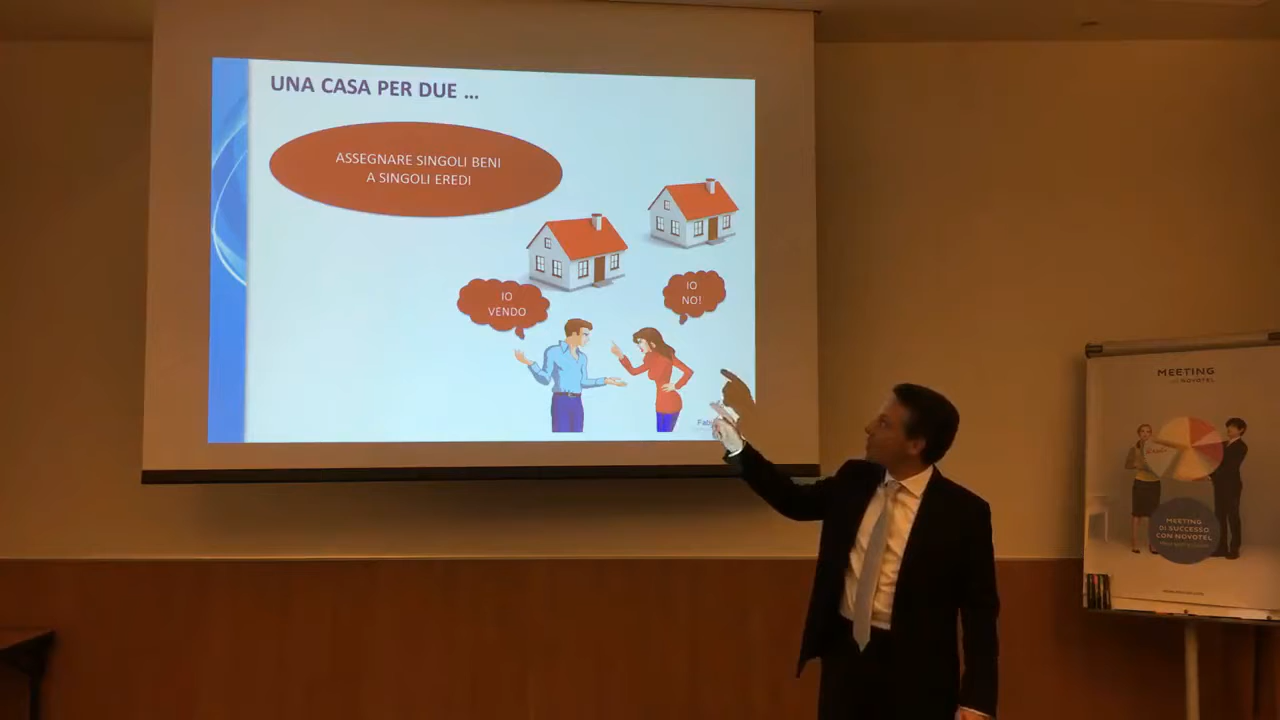 UNA CASA PER DUE ...
ASSEGNARE SINGOLI BENI
A SINGOLI EREDI
IO
VENDO
IO
NO!
Fabi
MEETING
NOVOTEL
MEETING
DI SUCCESSO
CON NOVOTEL